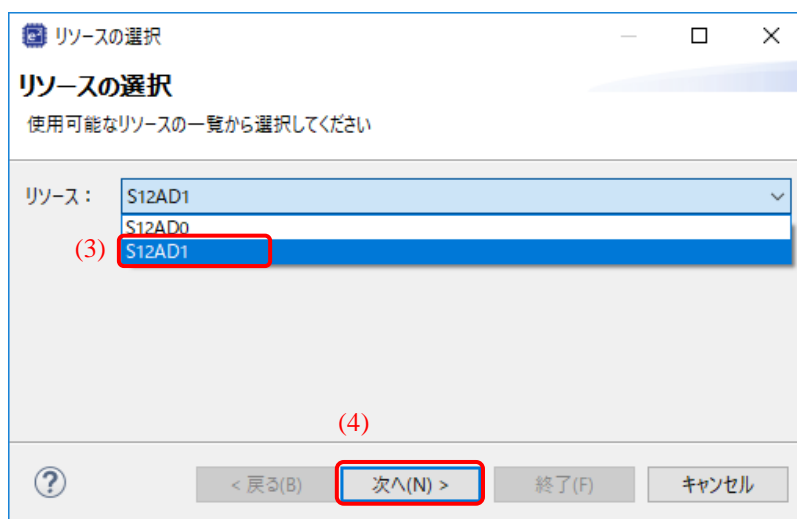 リソースの選択
リソースの選択
使用可能なリソースの一覧から選択してください
リソース： S12AD1
S12AD0
(3) S12AD1
(4)
? < 戻る(B) 次へ(N) > 終了(F) キャンセル